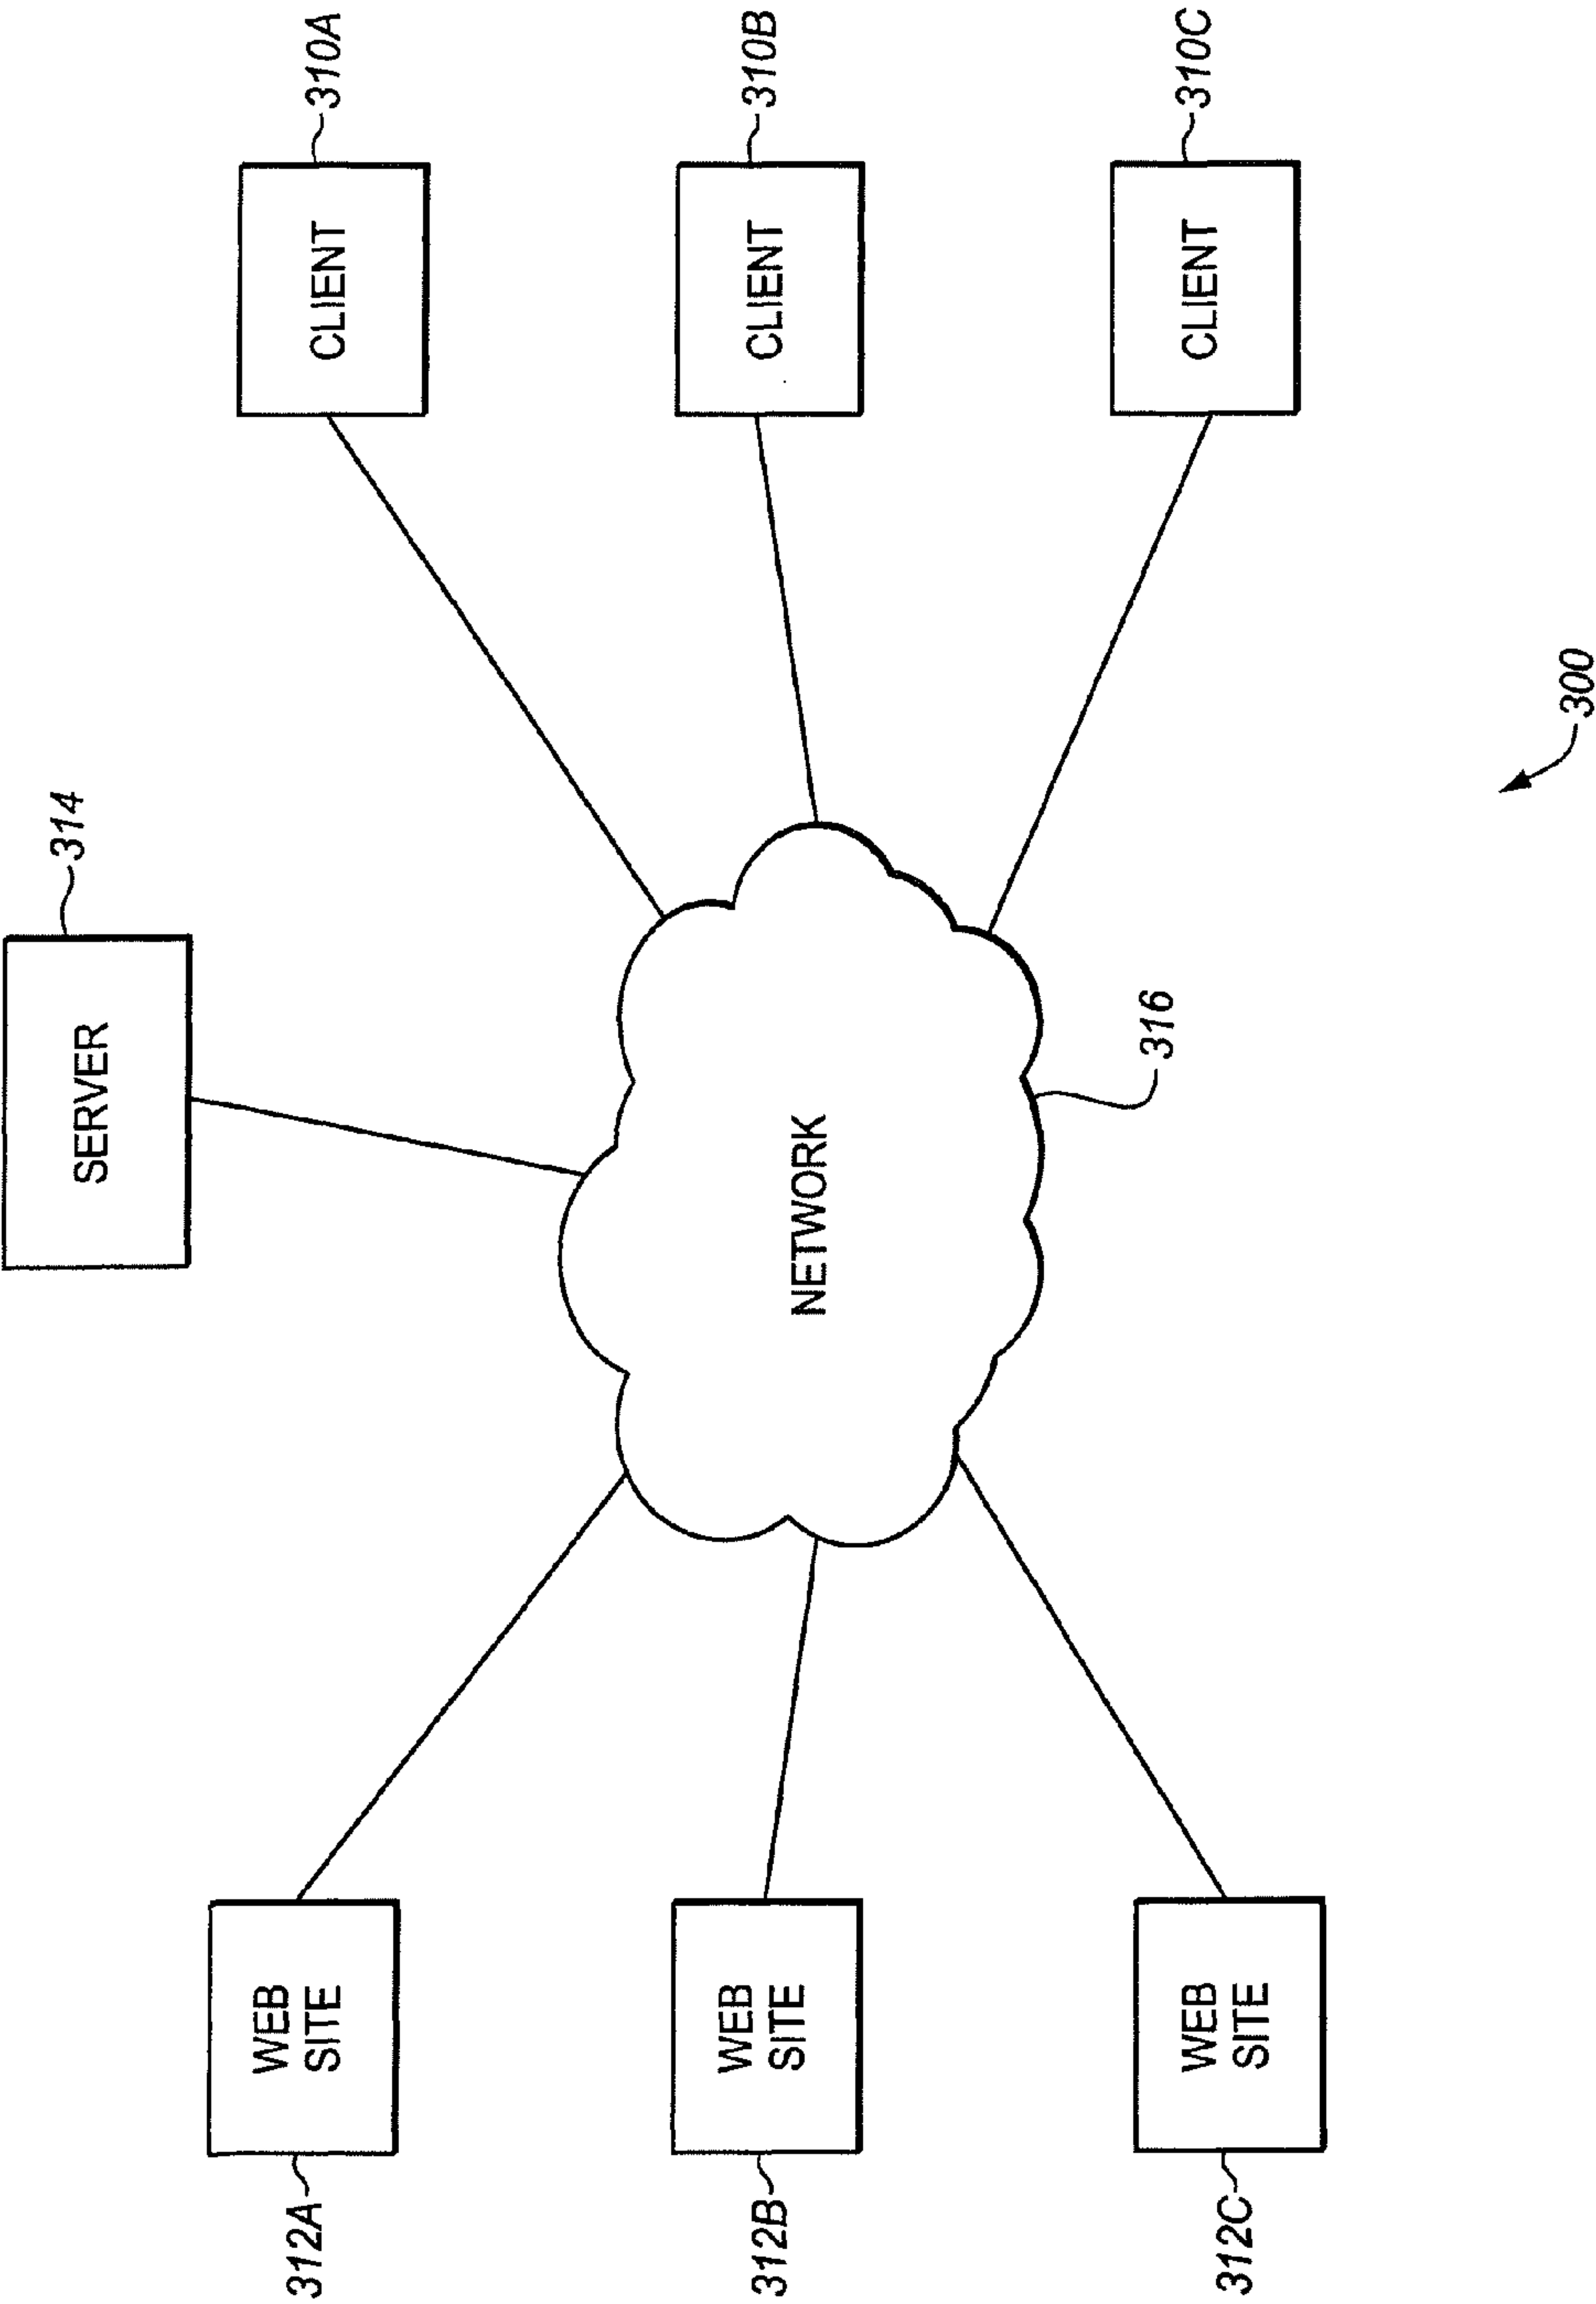 SERVER
314
WEB
SITE
312A
CLIENT
310A
WEB
SITE
312B
NETWORK
CLIENT
310B
316
WEB
SITE
312C
CLIENT
310C
300